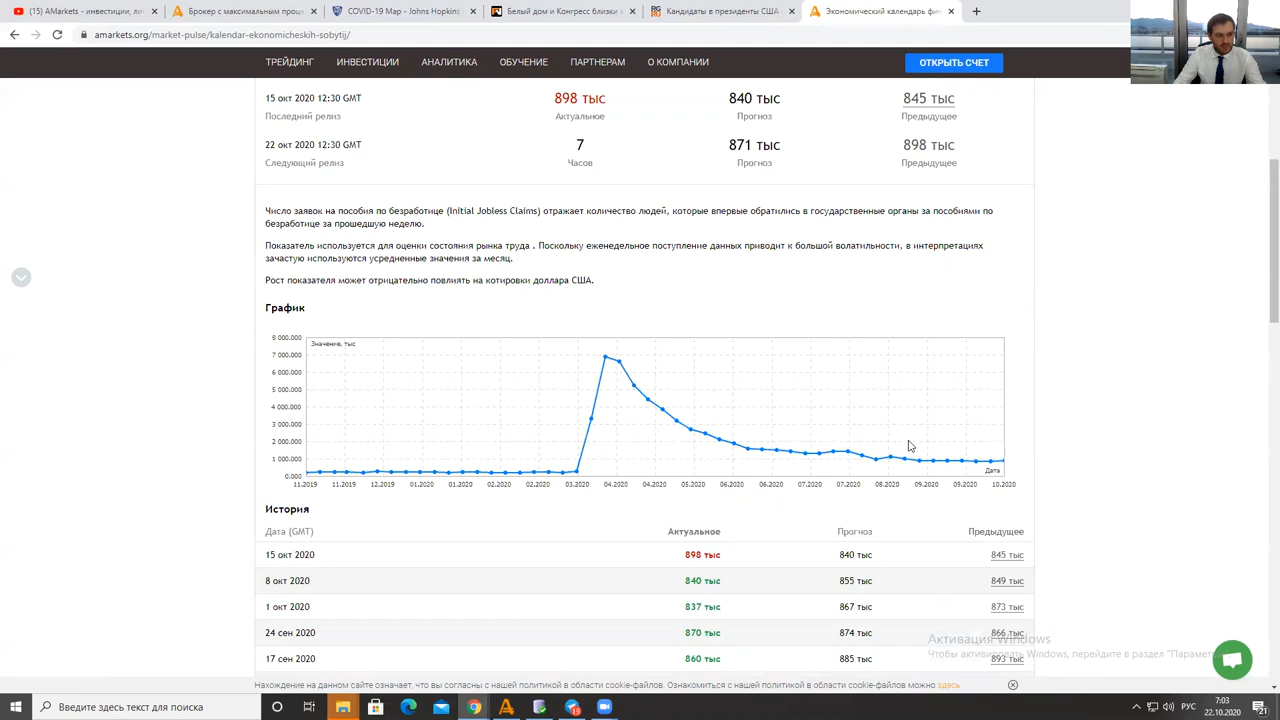 (15) AMarkets - инвестиции, ли
Брокер с максимальным проце
COVID-19 Map - Johns Hopkins
Белый дом и Конгресс близки к
Кандидаты в президенты США
Экономический календарь фин
amarkets.org/market-pulse/kalendar-ekonomicheskih-sobytij/
ТРЕЙДИНГ ИНВЕСТИЦИИ АНАЛИТИКА ОБУЧЕНИЕ ПАРТНЕРАМ О КОМПАНИИ ОТКРЫТЬ СЧЕТ
15 окт 2020 12:30 GMT 898 тыс 840 тыс 845 тыс
Последний релиз Актуальное Прогноз Предыдущее
22 окт 2020 12:30 GMT 7 871 тыс 898 тыс
Следующий релиз Часов Прогноз Предыдущее
Число заявок на пособия по безработице (Initial Jobless Claims) отражает количество людей, которые впервые обратились в государственные органы за пособиями по
безработице за прошедшую неделю.
Показатель используется для оценки состояния рынка труда . Поскольку еженедельное поступление данных приводит к большой волатильности, в интерпретациях
зачастую используются усредненные значения за месяц.
Рост показателя может отрицательно повлиять на котировки доллара США.
График
Значение, тыс
8 000.000
7 000.000
6 000.000
5 000.000
4 000.000
3 000.000
2 000.000
1 000.000
0.000
Дата
11.2019 11.2019 12.2019 01.2020 01.2020 02.2020 02.2020 03.2020 04.2020 04.2020 05.2020 06.2020 06.2020 07.2020 07.2020 08.2020 09.2020 09.2020 10.2020
История
Дата (GMT) Актуальное Прогноз Предыдущее
15 окт 2020 898 тыс 840 тыс 845 тыс
8 окт 2020 840 тыс 855 тыс 849 тыс
1 окт 2020 837 тыс 867 тыс 873 тыс
24 сен 2020 870 тыс 874 тыс 866 тыс
17 сен 2020 860 тыс 885 тыс 893 тыс
Активация Windows
Чтобы активировать Windows, перейдите в раздел "Парамет
Нахождение на данном сайте означает, что вы согласны с нашей политикой в области cookie-файлов. Ознакомиться с нашей политикой в области cookie-файлов можно здесь
Введите здесь текст для поиска
РУС
7:03
22.10.2020
21